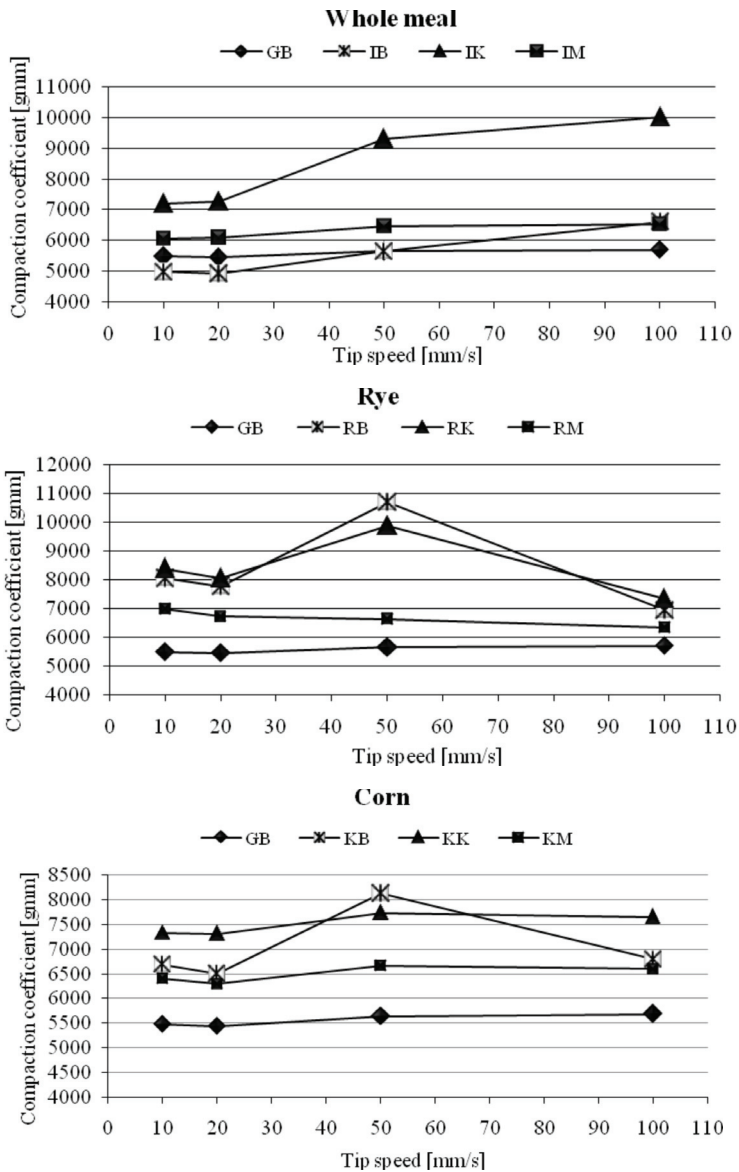 Whole meal
GB IB IK IM
Compaction coefficient [gmm]
10000
9000
11000
8000
7000
6000
5000
4000
0 10 20 30 40 50 60 70 80 90 100 110
Tip speed [mm/s]
Rye
GB RB RK RM
Compaction coefficient [gmm]
12000
11000
10000
9000
8000
7000
6000
5000
4000
0 10 20 30 40 50 60 70 80 90 100 110
Tip speed [mm/s]
Corn
GB KB KK KM
Compaction coefficient [gmm]
8500
8000
7500
7000
6500
6000
5500
5000
4500
4000
0 10 20 30 40 50 60 70 80 90 100 110
Tip speed [mm/s]